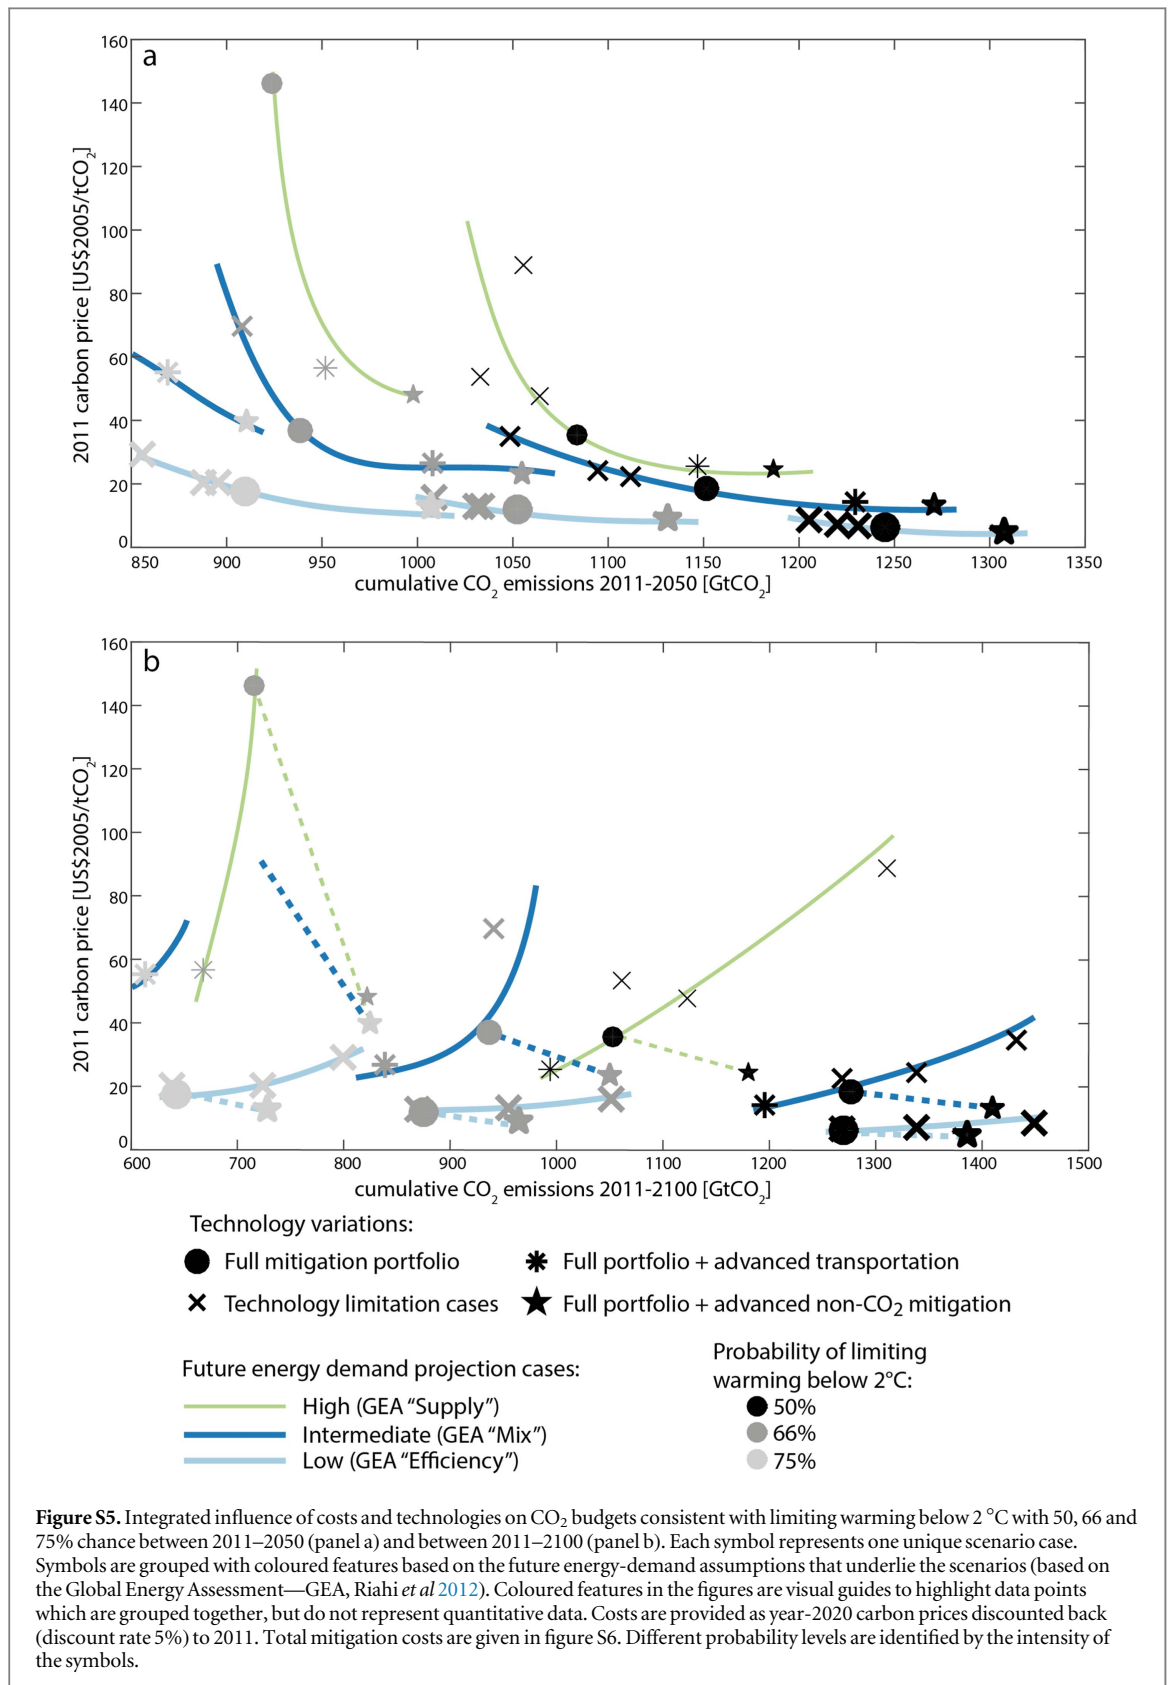 160
a
140
120
100
80
60
40
20
0
2011 carbon price [US$2005/tCO2]
850 900 950 1000 1050 1100 1150 1200 1250 1300 1350
cumulative CO2 emissions 2011-2050 [GtCO2]
160
b
140
120
100
80
60
40
20
0
2011 carbon price [US$2005/tCO2]
600 700 800 900 1000 1100 1200 1300 1400 1500
cumulative CO2 emissions 2011-2100 [GtCO2]
Technology variations:
Full mitigation portfolio
Full portfolio + advanced transportation
Technology limitation cases
Full portfolio + advanced non-CO2 mitigation
Future energy demand projection cases:
High (GEA “Supply”)
Intermediate (GEA “Mix”)
Low (GEA “Efficiency”)
Probability of limiting
warming below 2°C:
50%
66%
75%
Figure S5. Integrated influence of costs and technologies on CO2 budgets consistent with limiting warming below 2 °C with 50, 66 and
75% chance between 2011–2050 (panel a) and between 2011–2100 (panel b). Each symbol represents one unique scenario case.
Symbols are grouped with coloured features based on the future energy-demand assumptions that underlie the scenarios (based on
the Global Energy Assessment—GEA, Riahi et al 2012). Coloured features in the figures are visual guides to highlight data points
which are grouped together, but do not represent quantitative data. Costs are provided as year-2020 carbon prices discounted back
(discount rate 5%) to 2011. Total mitigation costs are given in figure S6. Different probability levels are identified by the intensity of
the symbols.